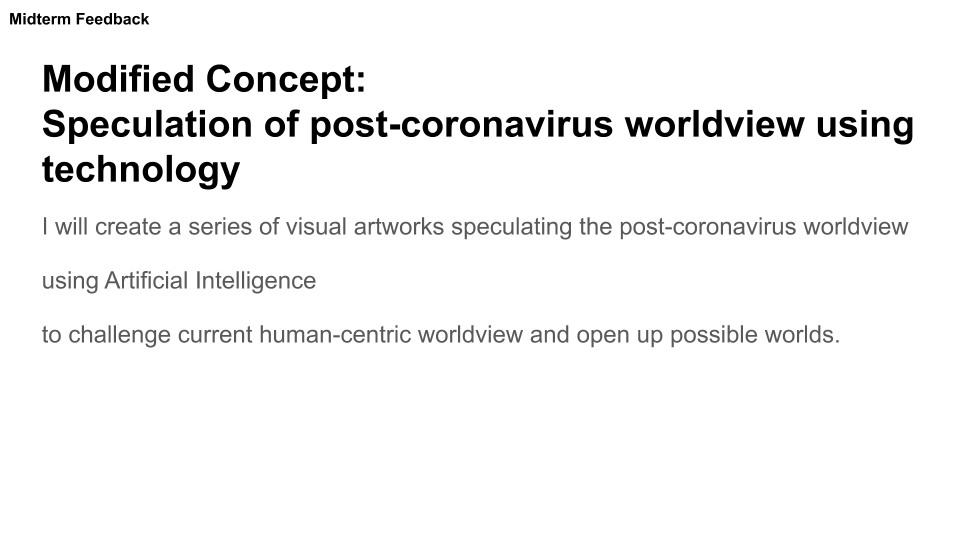 Midterm Feedback
Modified Concept:
Speculation of post-coronavirus worldview using
technology
I will create a series of visual artworks speculating the post-coronavirus worldview
using Artificial Intelligence
to challenge current human-centric worldview and open up possible worlds.